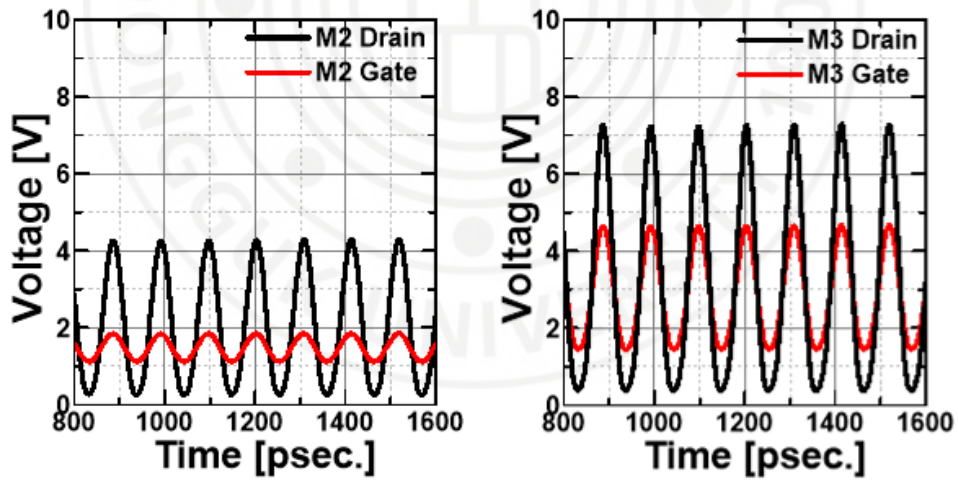 10
8
6
4
2
0
Voltage [V]
M2 Drain
M2 Gate
800
1000
1200
1400
1600
Time [psec.]
10
8
6
4
2
0
Voltage [V]
M3 Drain
M3 Gate
800
1000
1200
1400
1600
Time [psec.]